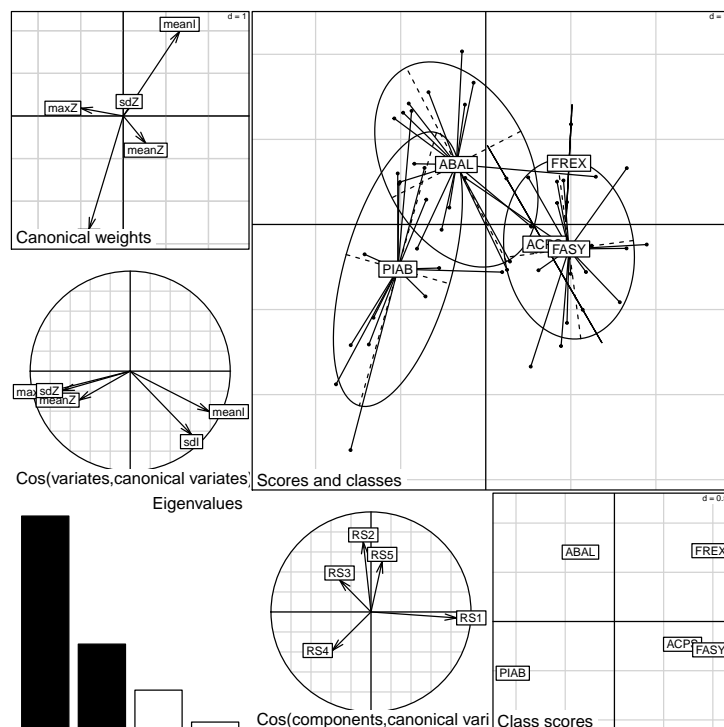 d = 1
meanI
sdZ
maxZ
meanZ
Canonical weights
d =
ABAL
FREX
FASY
PIAB
Scores and classes
sdZ
meanZ
meanI
sdI
Cos(variates,canonical variates)
Eigenvalues
RS2
RS5
RS3
RS1
RS4
Cos(components,canonical vari
d = 0.
ABAL
FREX
FASY
PIAB
Class scores